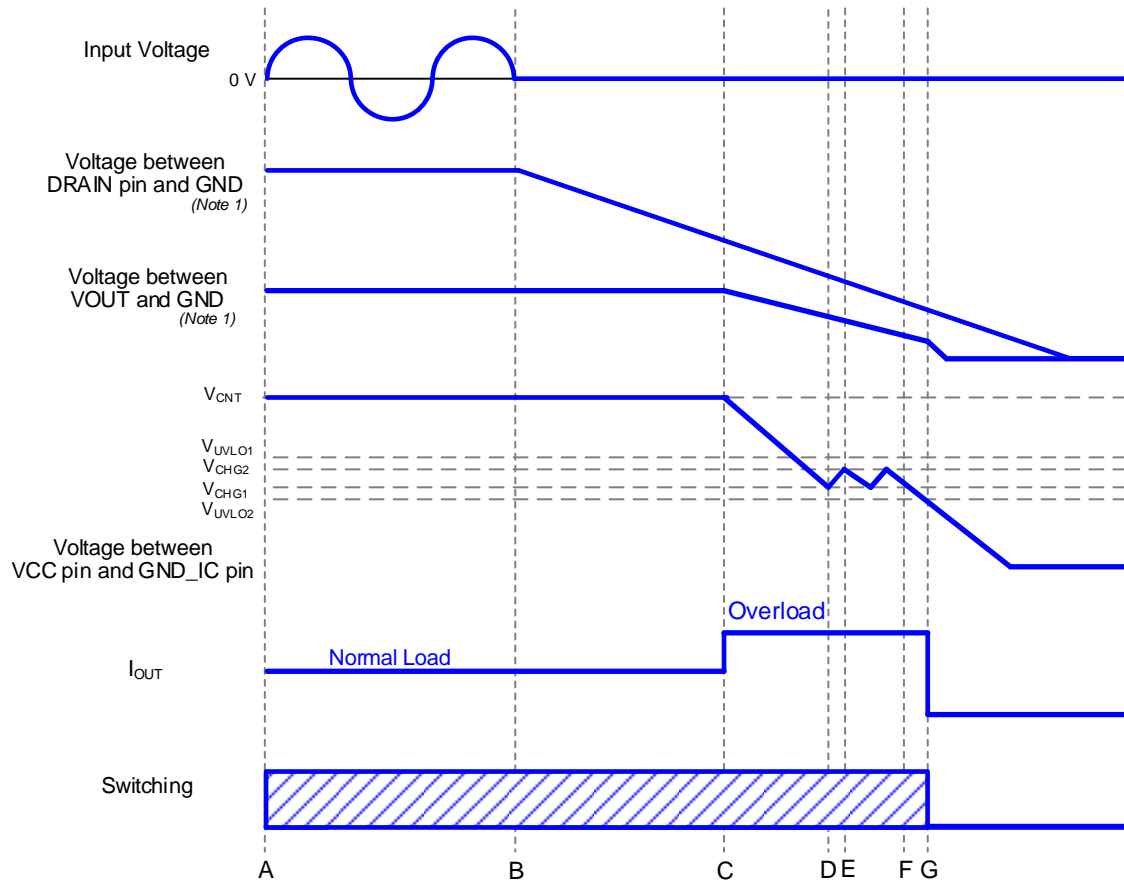 Input Voltage
0 V
Voltage between
DRAIN pin and GND
(Note 1)
Voltage between
VOUT and GND
(Note 1)
VCNT
VUVLO1
VCHG2
VCHG1
VUVLO2
Voltage between
VCC pin and GND_IC pin
Overload
Normal Load
IOUT
Switching
A B C D E F G